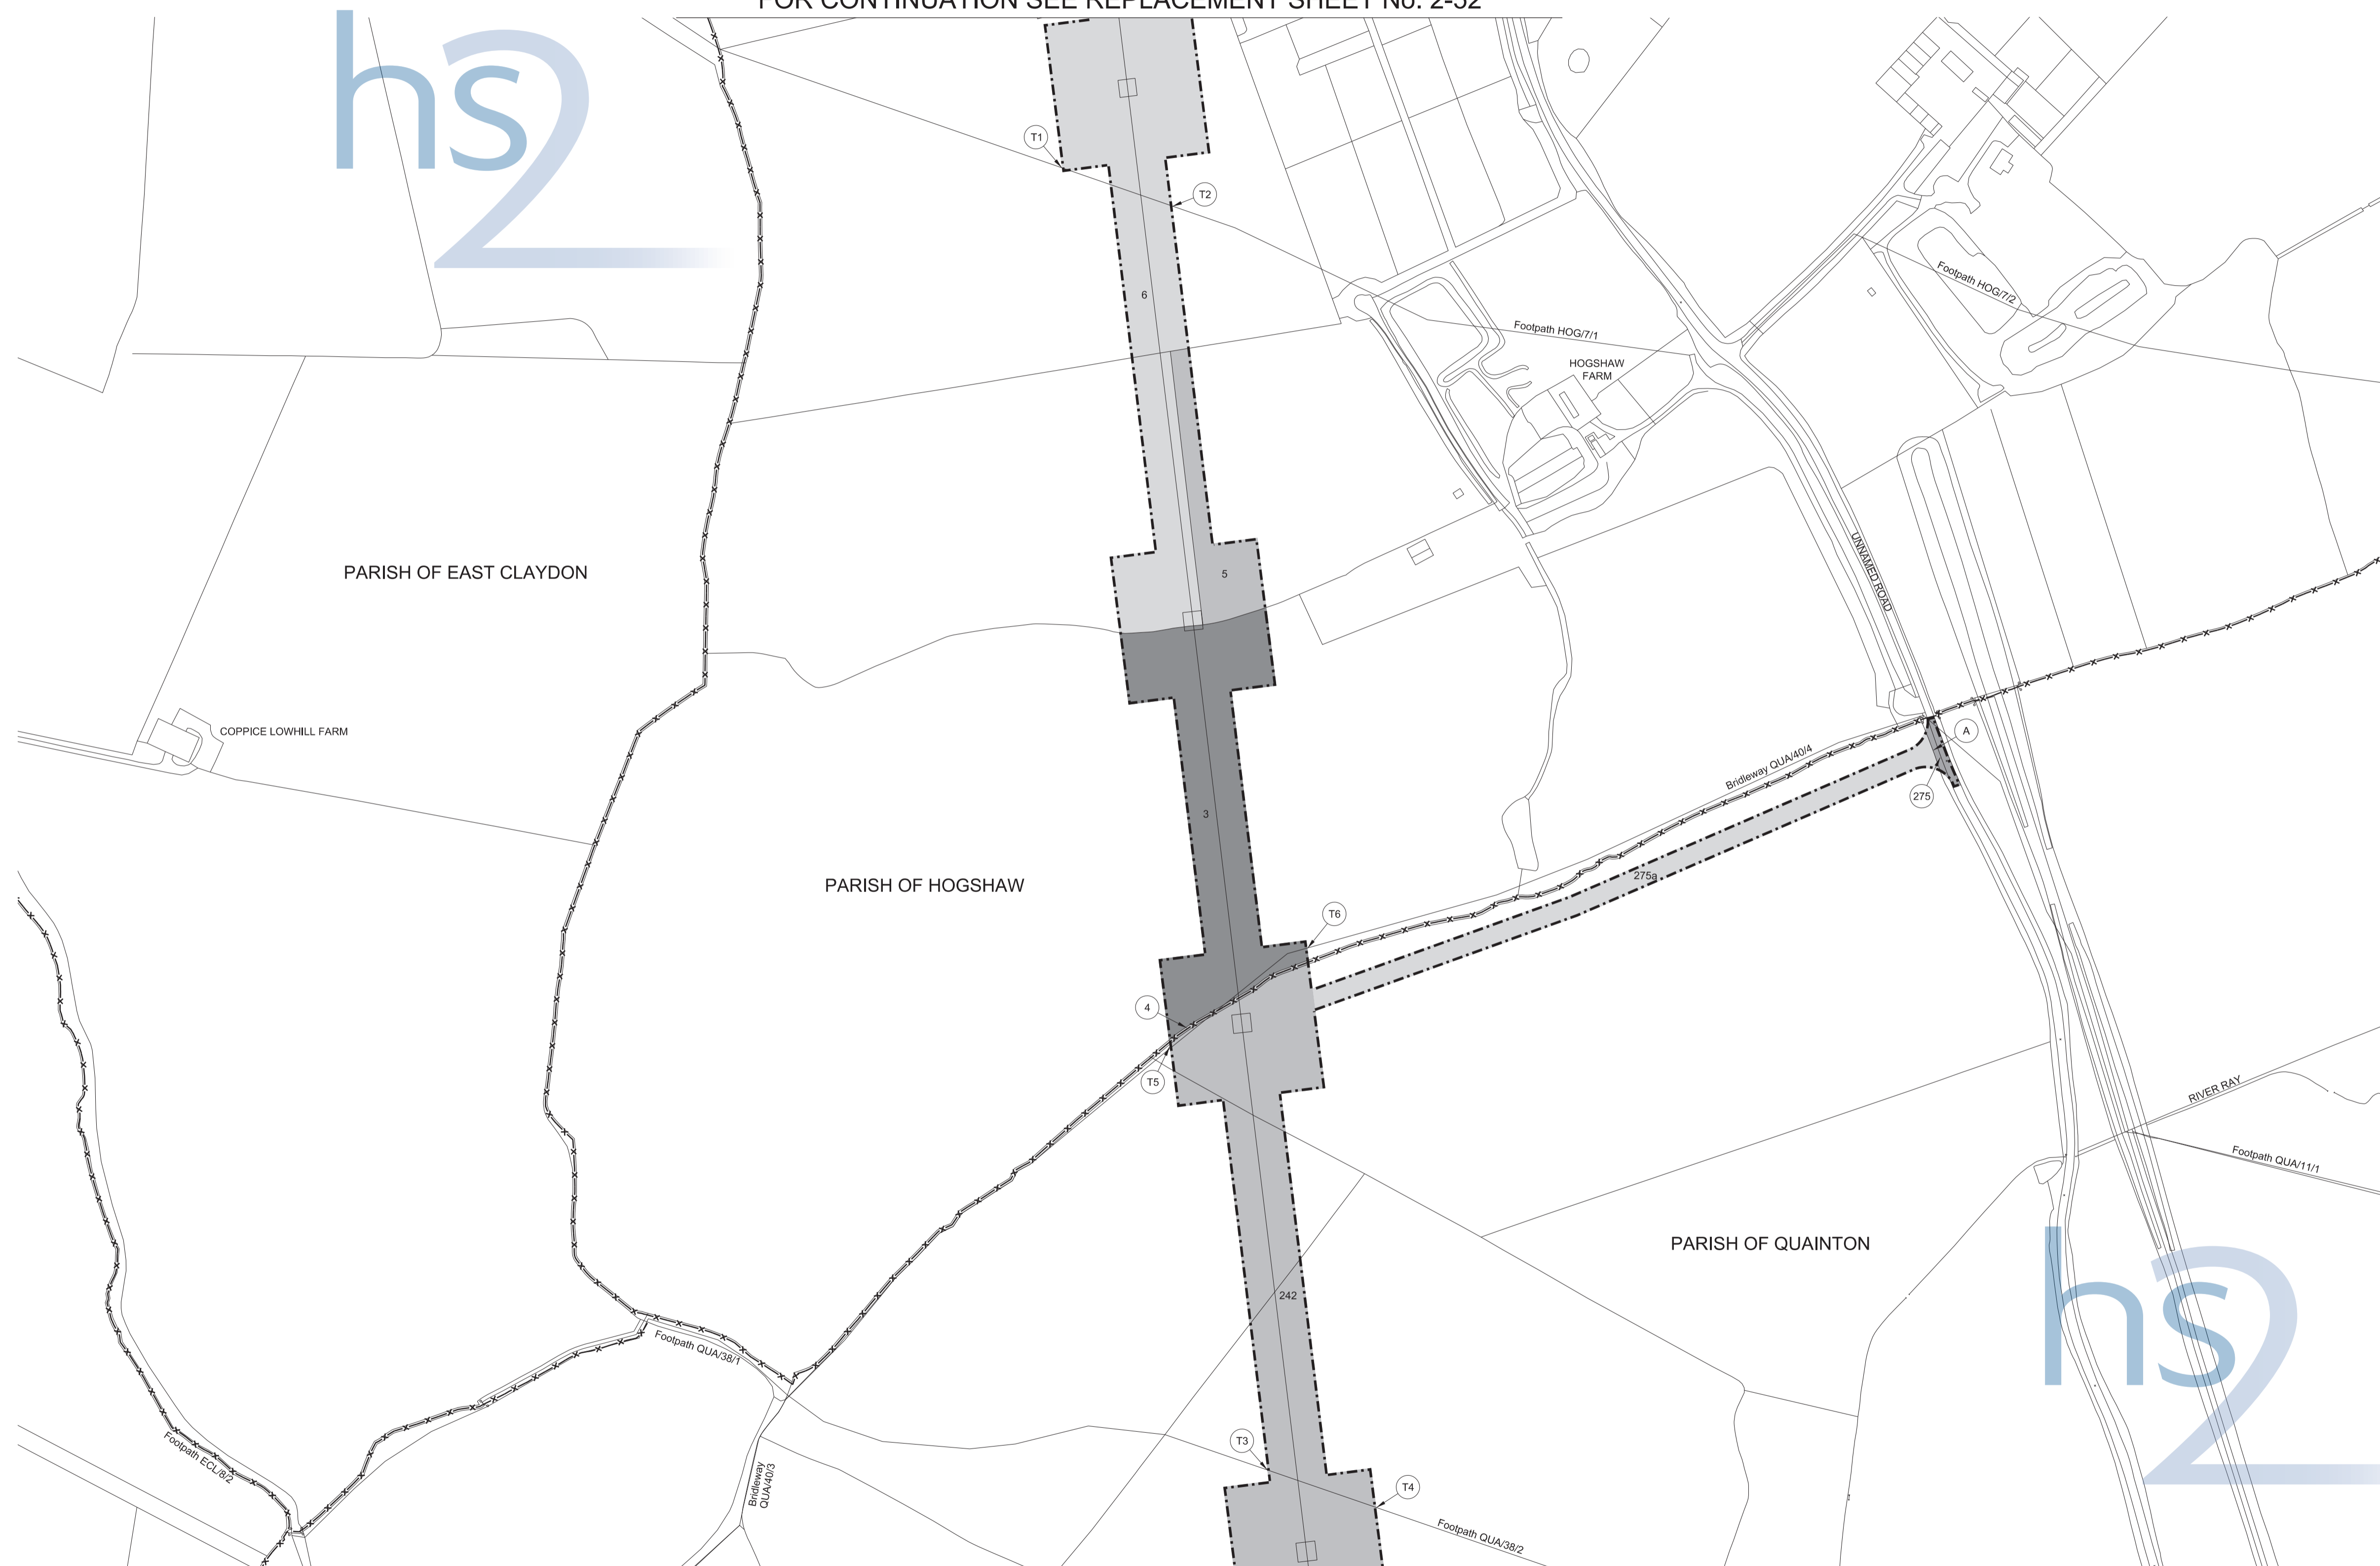 FOR CONTINUATION SEE REPLACEMENT SHEET No. 2-52
hs2
T1
T2
6
Footpath HOG/7/2
Footpath HOG/7/1
HOGSHAW
FARM
PARISH OF EAST CLAYDON
5
UNNAMED ROAD
COPPICE LOWHILL FARM
A
Bridleway QUA/40/4
275
3
275a
PARISH OF HOGSHAW
T6
4
T5
RIVER RAY
Footpath QUA/11/1
PARISH OF QUAINTON
242
hs2
Footpath QUA/38/1
Footpath ECL/8/2
Bridleway
QUA/40/3
T3
T4
Footpath QUA/38/2